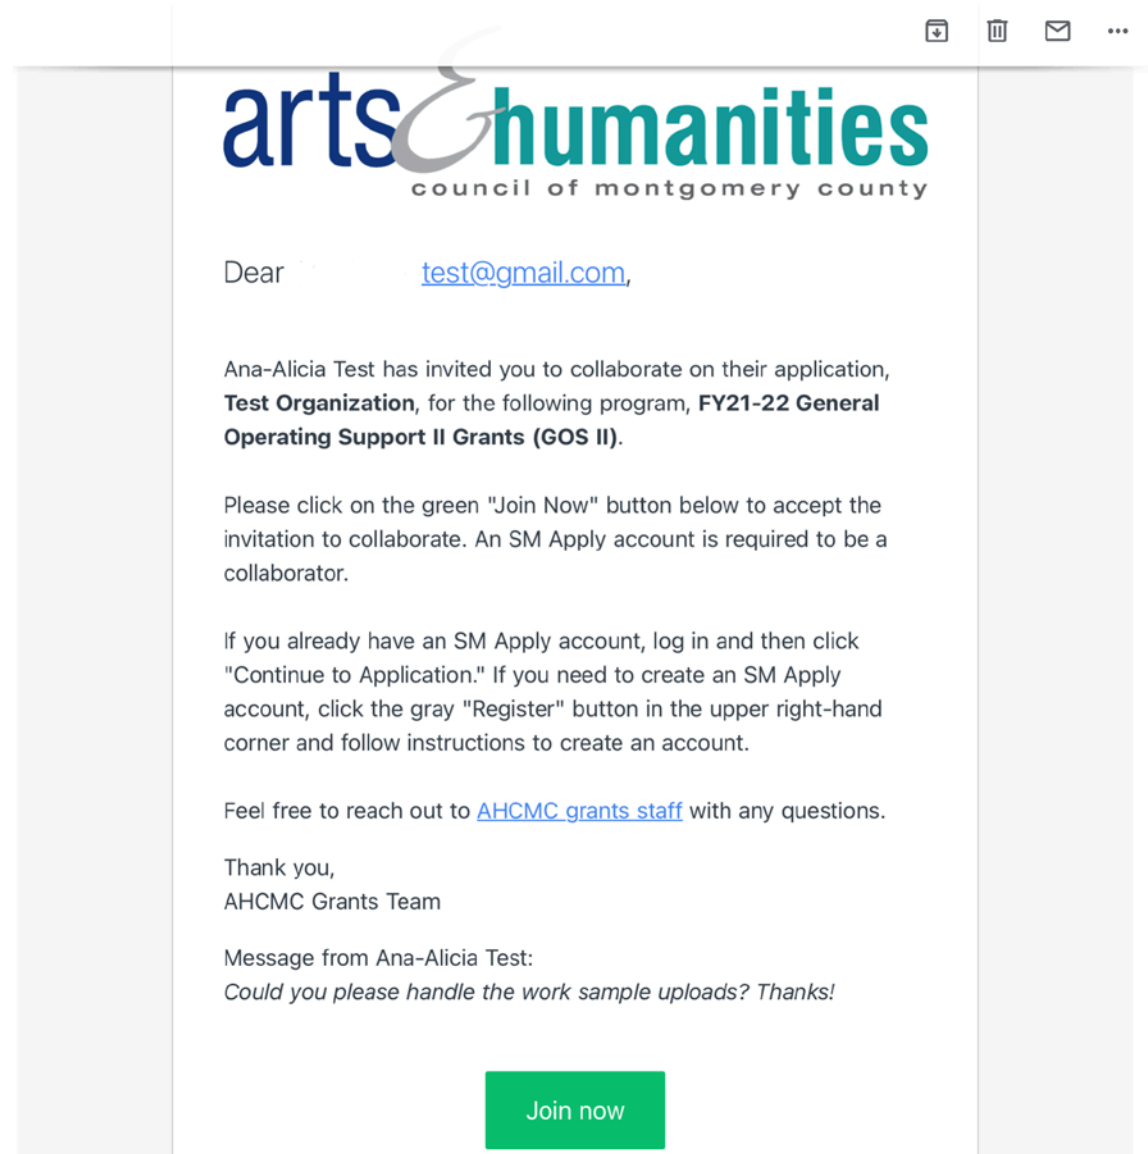 arts & humanities
council of montgomery county
Dear test@gmail.com,
Ana-Alicia Test has invited you to collaborate on their application,
Test Organization, for the following program, FY21-22 General
Operating Support II Grants (GOS II).
Please click on the green "Join Now" button below to accept the
invitation to collaborate. An SM Apply account is required to be a
collaborator.
If you already have an SM Apply account, log in and then click
"Continue to Application." If you need to create an SM Apply
account, click the gray "Register" button in the upper right-hand
corner and follow instructions to create an account.
Feel free to reach out to AHCMC grants staff with any questions.
Thank you,
AHCMC Grants Team
Message from Ana-Alicia Test:
Could you please handle the work sample uploads? Thanks!
Join now